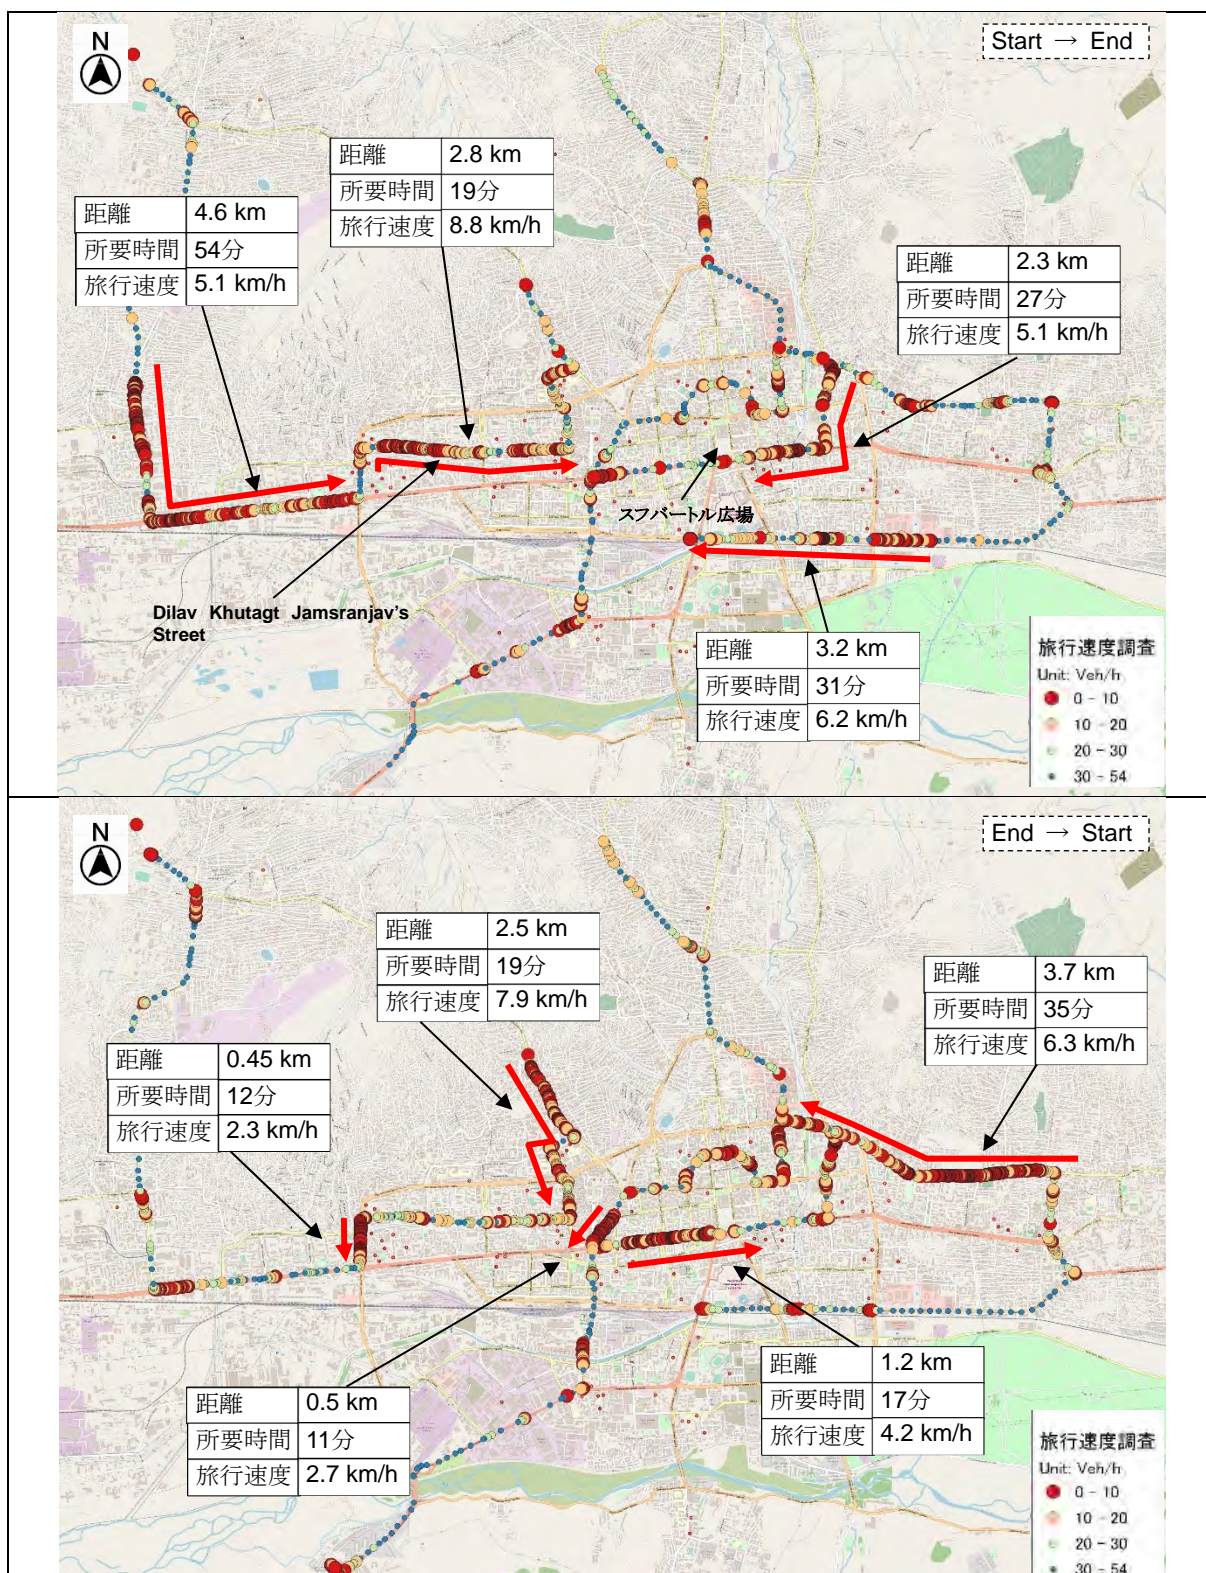 N
Start → End
距離 2.8 km
所要時間 19分
旅行速度 8.8 km/h
距離 4.6 km
所要時間 54分
旅行速度 5.1 km/h
距離 2.3 km
所要時間 27分
旅行速度 5.1 km/h
スフバートル広場
Dilav Khutagt Jamsranjav's
Street
距離 3.2 km
所要時間 31分
旅行速度 6.2 km/h
旅行速度調査
Unit: Veh/h
0 - 10
10 - 20
20 - 30
30 - 54
N
End → Start
距離 2.5 km
所要時間 19分
旅行速度 7.9 km/h
距離 3.7 km
所要時間 35分
旅行速度 6.3 km/h
距離 0.45 km
所要時間 12分
旅行速度 2.3 km/h
距離 1.2 km
所要時間 17分
旅行速度 4.2 km/h
距離 0.5 km
所要時間 11分
旅行速度 2.7 km/h
旅行速度調査
Unit: Veh/h
0 - 10
10 - 20
20 - 30
30 - 54